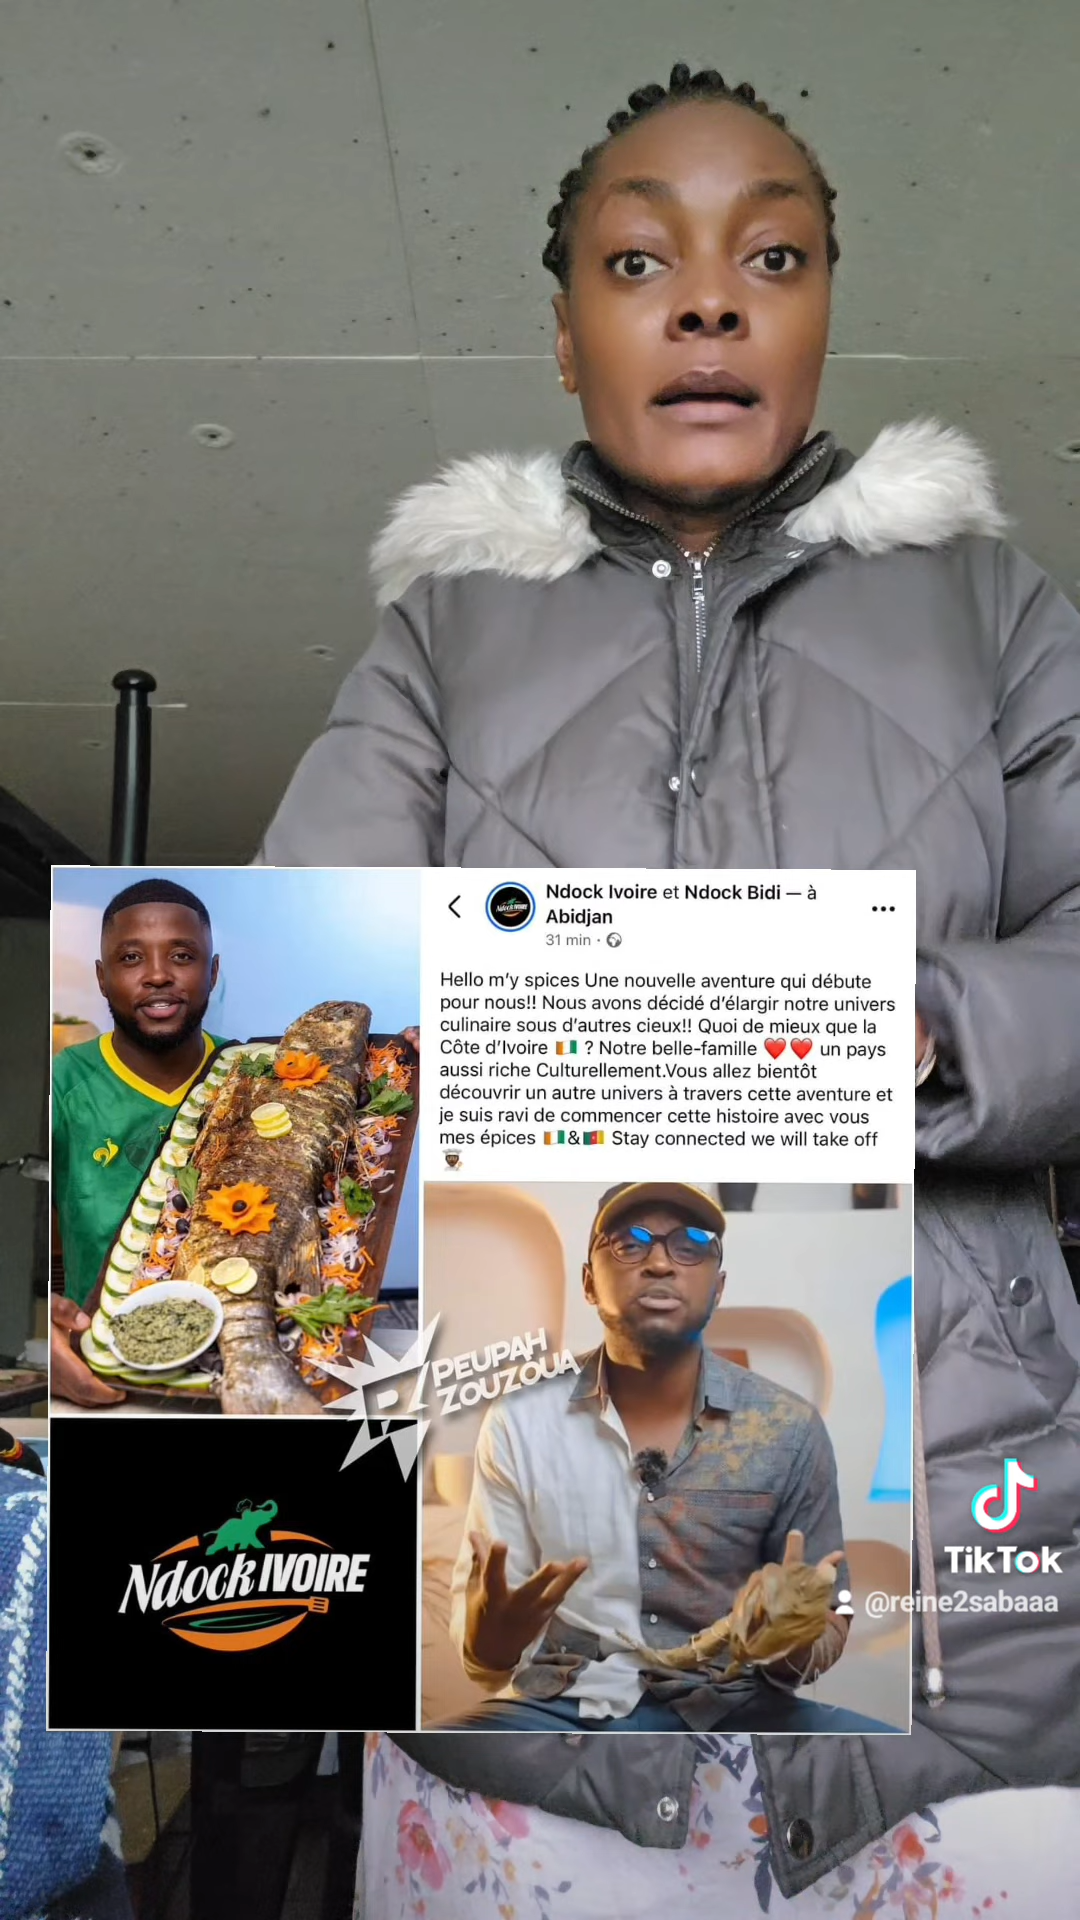 Ndock Ivoire et Ndock Bidi — à
Abidjan
31 min ·
Hello m'y spices Une nouvelle aventure qui débute
pour nous!! Nous avons décidé d'élargir notre univers
culinaire sous d'autres cieux!! Quoi de mieux que la
Côte d'Ivoire 🇨🇮 ? Notre belle-famille ❤️❤️ un pays
aussi riche Culturellement.Vous allez bientôt
découvrir un autre univers à travers cette aventure et
je suis ravi de commencer cette histoire avec vous
mes épices 🇨🇮&🇨🇲 Stay connected we will take off
PEUPAH
ZOUZOUA
Ndock IVOIRE
TikTok
@reine2sabaaa